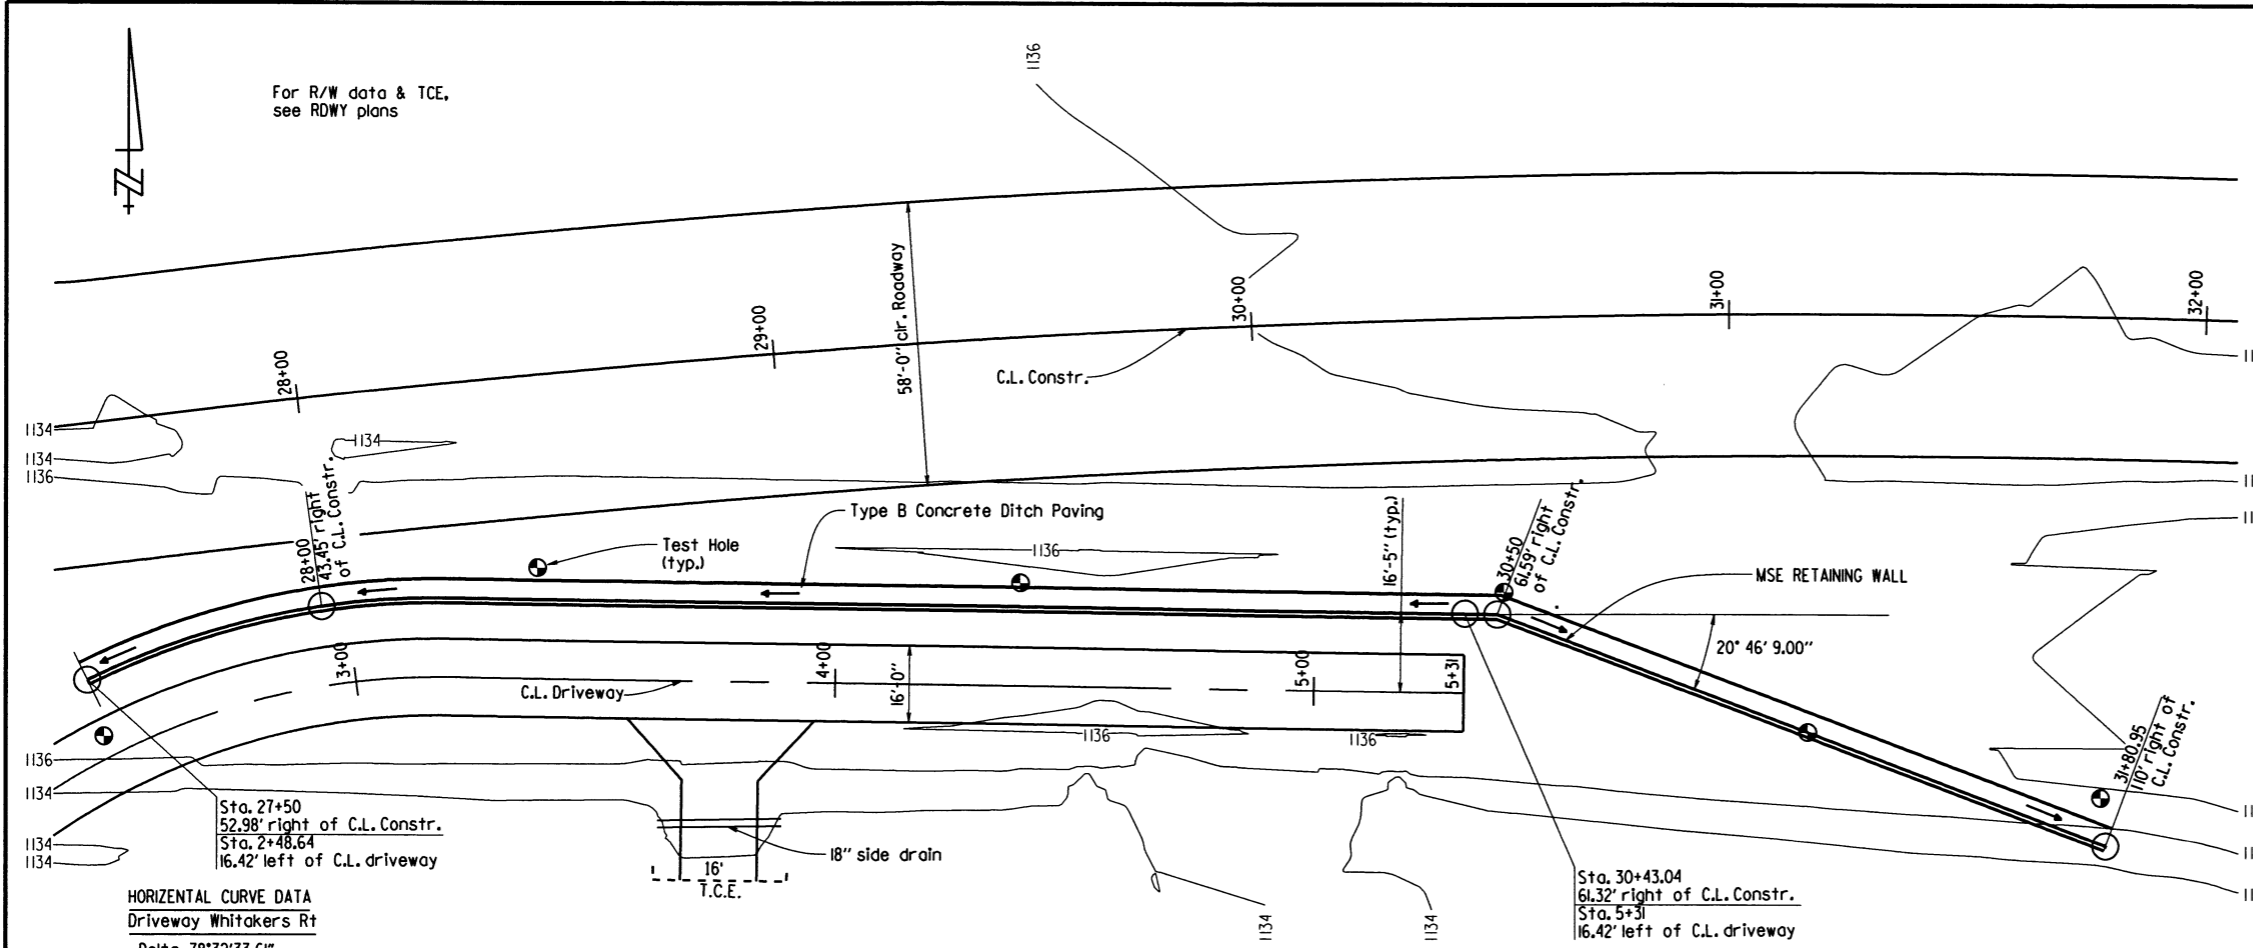 1136
For R/W data & TCE,
see RDWY plans
58'-0" clr. Roadway
28+00
29+00
30+00
31+00
32+00
C.L. Constr.
1134
1134
1134
1136
28+00
43.45' right
of C.L. Constr.
Type B Concrete Ditch Paving
Test Hole
(typ.)
1136
16'-5" (typ.)
30+50
61.59' right
of C.L. Constr.
MSE RETAINING WALL
20° 46' 9.00"
3+00
4+00
5+00
5+31
C.L. Driveway
16'-0"
1136
1136
31+80.95
110' right of
C.L. Constr.
1136
1134
1134
1134
Sta. 27+50
52.98' right of C.L. Constr.
Sta. 2+48.64
16.42' left of C.L. driveway
18" side drain
16'
T.C.E.
1134
1134
Sta. 30+43.04
61.32' right of C.L. Constr.
Sta. 5+31
16.42' left of C.L. driveway
HORIZENTAL CURVE DATA
Driveway Whitakers Rt